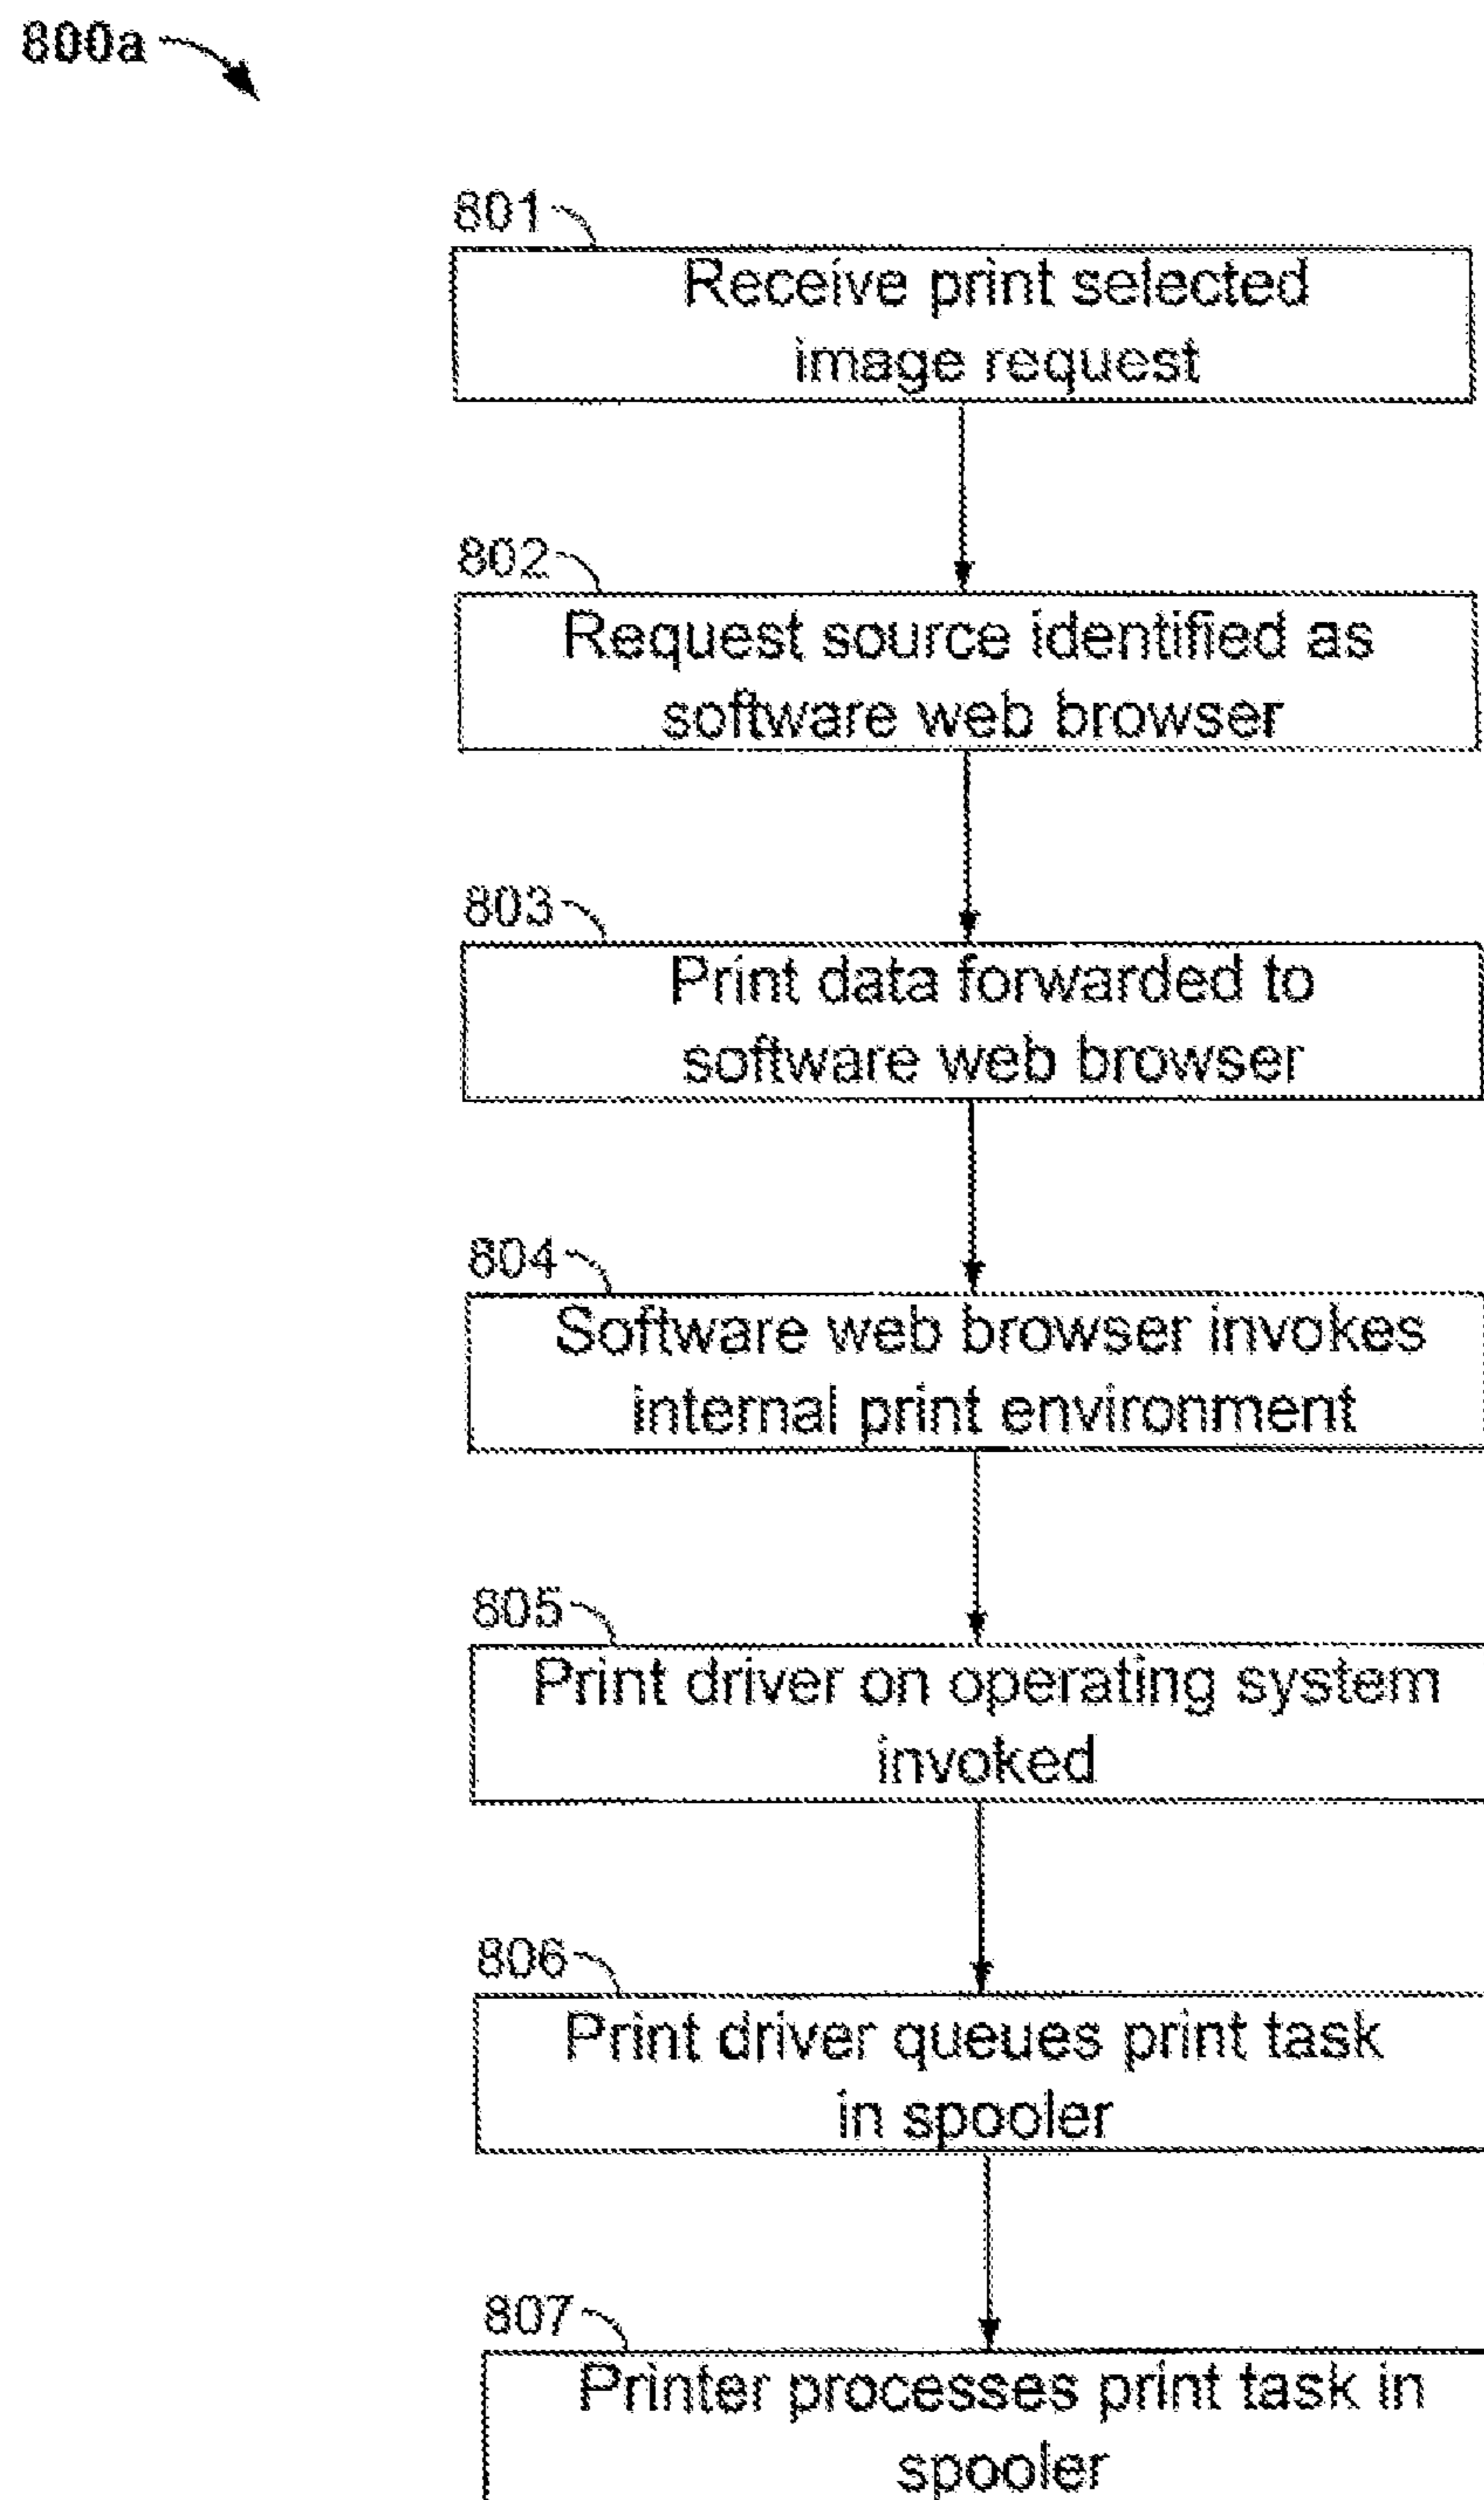 800a
801
Receive print selected
image request
802
Request source identified as
software web browser
803
Print data forwarded to
software web browser
804
Software web browser invokes
internal print environment
805
Print driver on operating system
invoked
806
Print driver queues print task
in spooler
807
Printer processes print task in
spooler